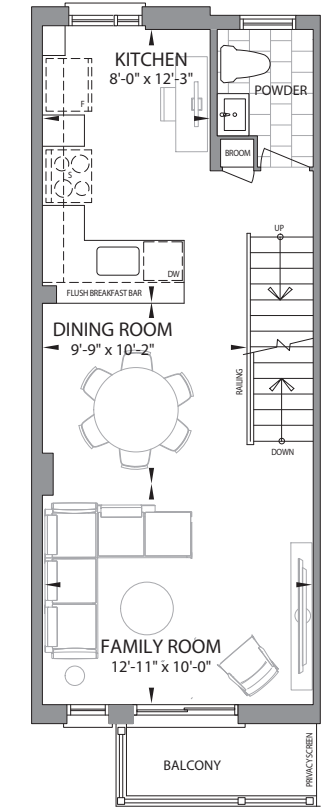 KITCHEN
8'-0" x 12'-3"
POWDER
F
BROOM
S
UP
DW
FLUSH BREAKFAST BAR
DINING ROOM
9'-9" x 10'-2"
RAILING
DOWN
FAMILY ROOM
12'-11" x 10'-0"
BALCONY
PRIVACY SCREEN